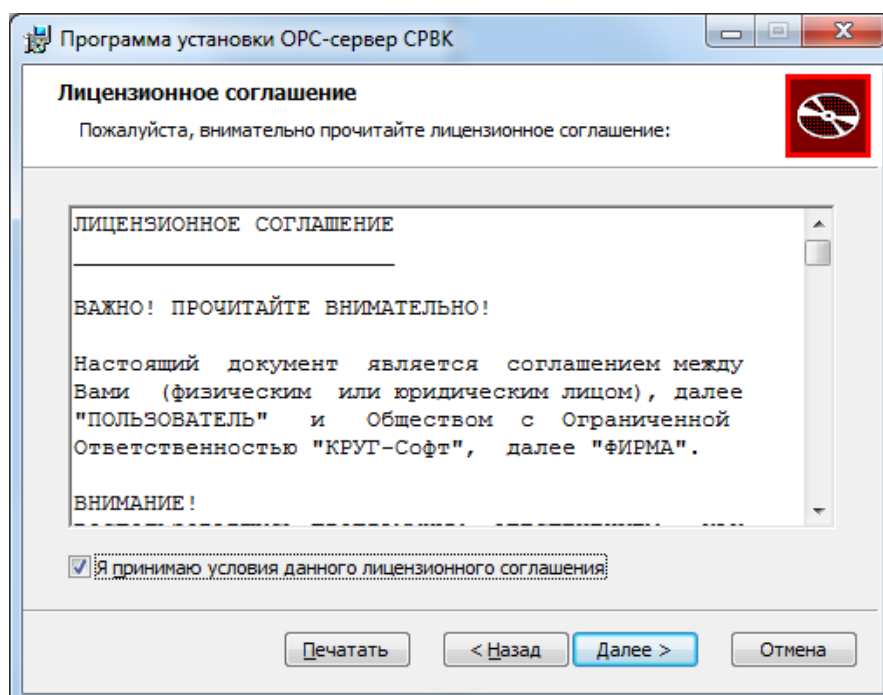 Программа установки OPC-сервер СРВК
Лицензионное соглашение
Пожалуйста, внимательно прочитайте лицензионное соглашение:
ЛИЦЕНЗИОННОЕ СОГЛАШЕНИЕ
ВАЖНО! ПРОЧИТАЙТЕ ВНИМАТЕЛЬНО!
Настоящий документ является соглашением между
Вами (физическим или юридическим лицом), далее
"ПОЛЬЗОВАТЕЛЬ" и Обществом с Ограниченной
Ответственностью "КРУГ-Софт", далее "ФИРМА".
ВНИМАНИЕ!
Я принимаю условия данного лицензионного соглашения
Печатать < Назад Далее > Отмена